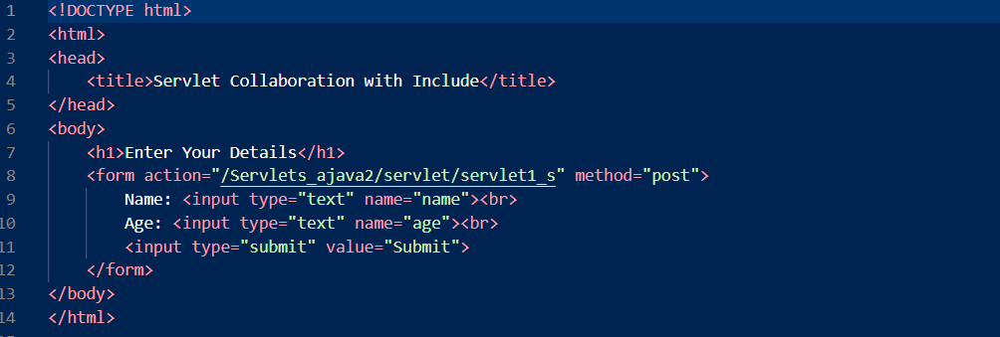 1 <!DOCTYPE html>
2 <html>
3 <head>
4     <title>Servlet Collaboration with Include</title>
5 </head>
6 <body>
7     <h1>Enter Your Details</h1>
8     <form action="/Servlets_ajava2/servlet/servlet1_s" method="post">
9         Name: <input type="text" name="name"><br>
10         Age: <input type="text" name="age"><br>
11         <input type="submit" value="Submit">
12     </form>
13 </body>
14 </html>